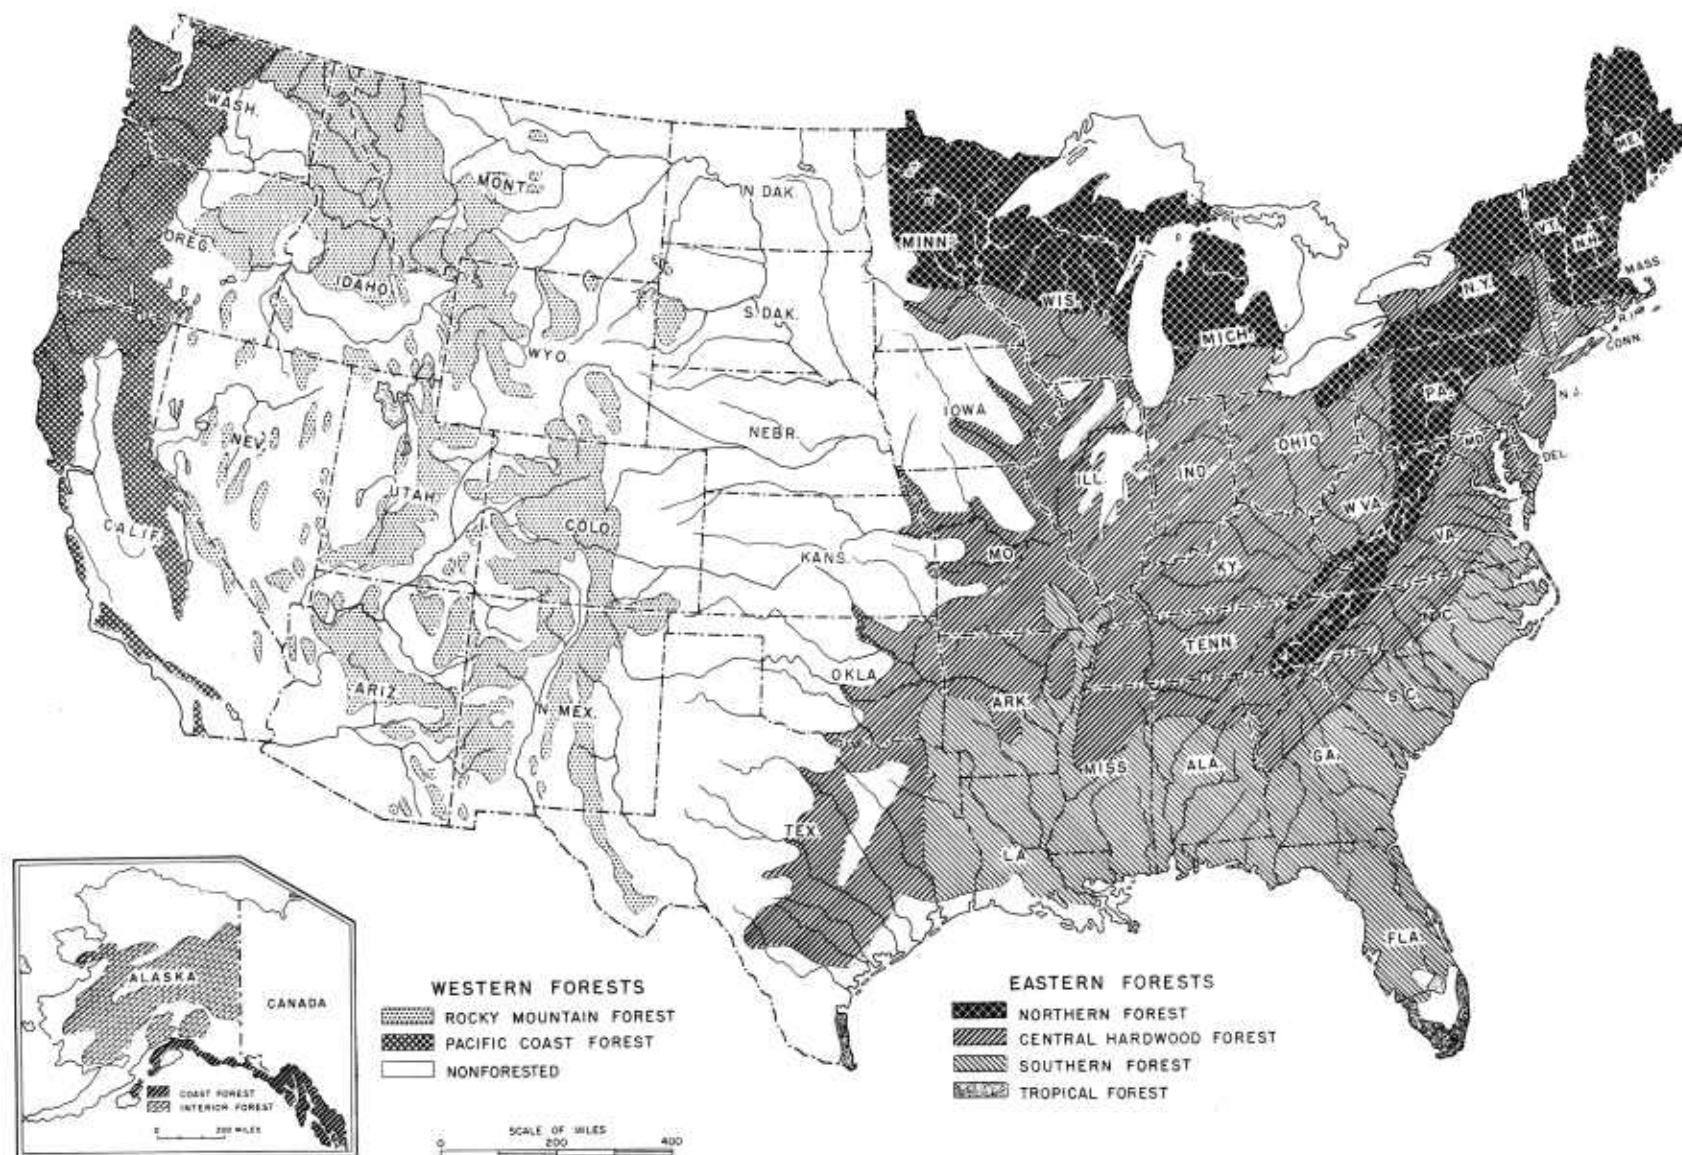 WASH.
MONT.
N. DAK.
MINN.
ME.
OREG.
IDAHO
S. DAK.
WIS.
MICH.
N.Y.
VT.
N.H.
MASS
R.I.
CONN.
WYO.
NEV.
UTAH.
NEBR.
IOWA
PA.
N.J.
OHIO
IND.
ILL.
MD.
DEL.
CALIF.
COLO.
KANS.
MO.
W.VA.
VA.
KY.
ARIZ.
N. MEX.
OKLA.
ARK.
TENN.
N.C.
S.C.
TEX.
LA.
MISS
ALA.
GA.
FLA.
ALASKA
CANADA
COAST FOREST
INTERIOR FOREST
0 200 MILES
WESTERN FORESTS
ROCKY MOUNTAIN FOREST
PACIFIC COAST FOREST
NONFORESTED
SCALE OF MILES
0 200 400
EASTERN FORESTS
NORTHERN FOREST
CENTRAL HARDWOOD FOREST
SOUTHERN FOREST
TROPICAL FOREST